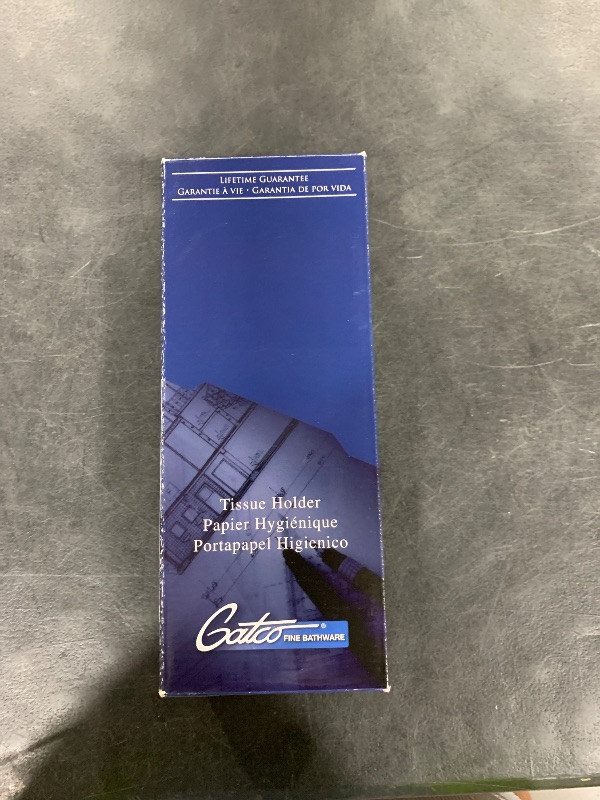 LIFETIME GUARANTEE
GARANTIE À VIE · GARANTIA DE POR VIDA
Tissue Holder
Papier Hygiénique
Portapapel Higienico
Gatco®
FINE BATHWARE